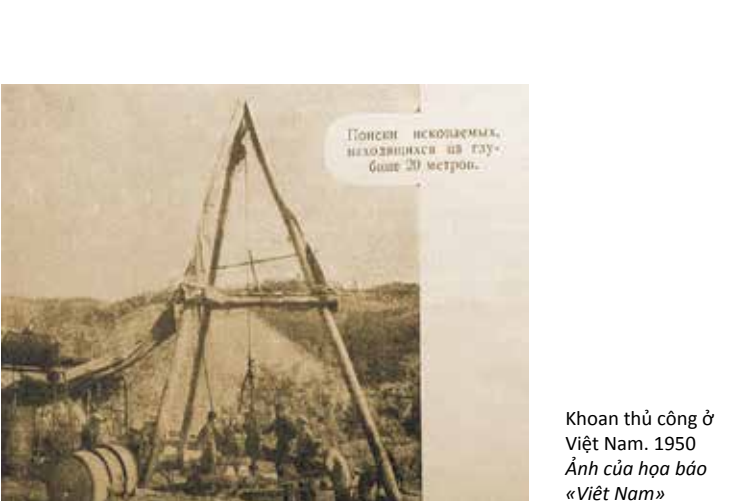 Поиски ископаемых,
находящихся на глу-
бине 20 метров.
Khoan thủ công ở
Việt Nam. 1950
Ảnh của họa báo
«Việt Nam»